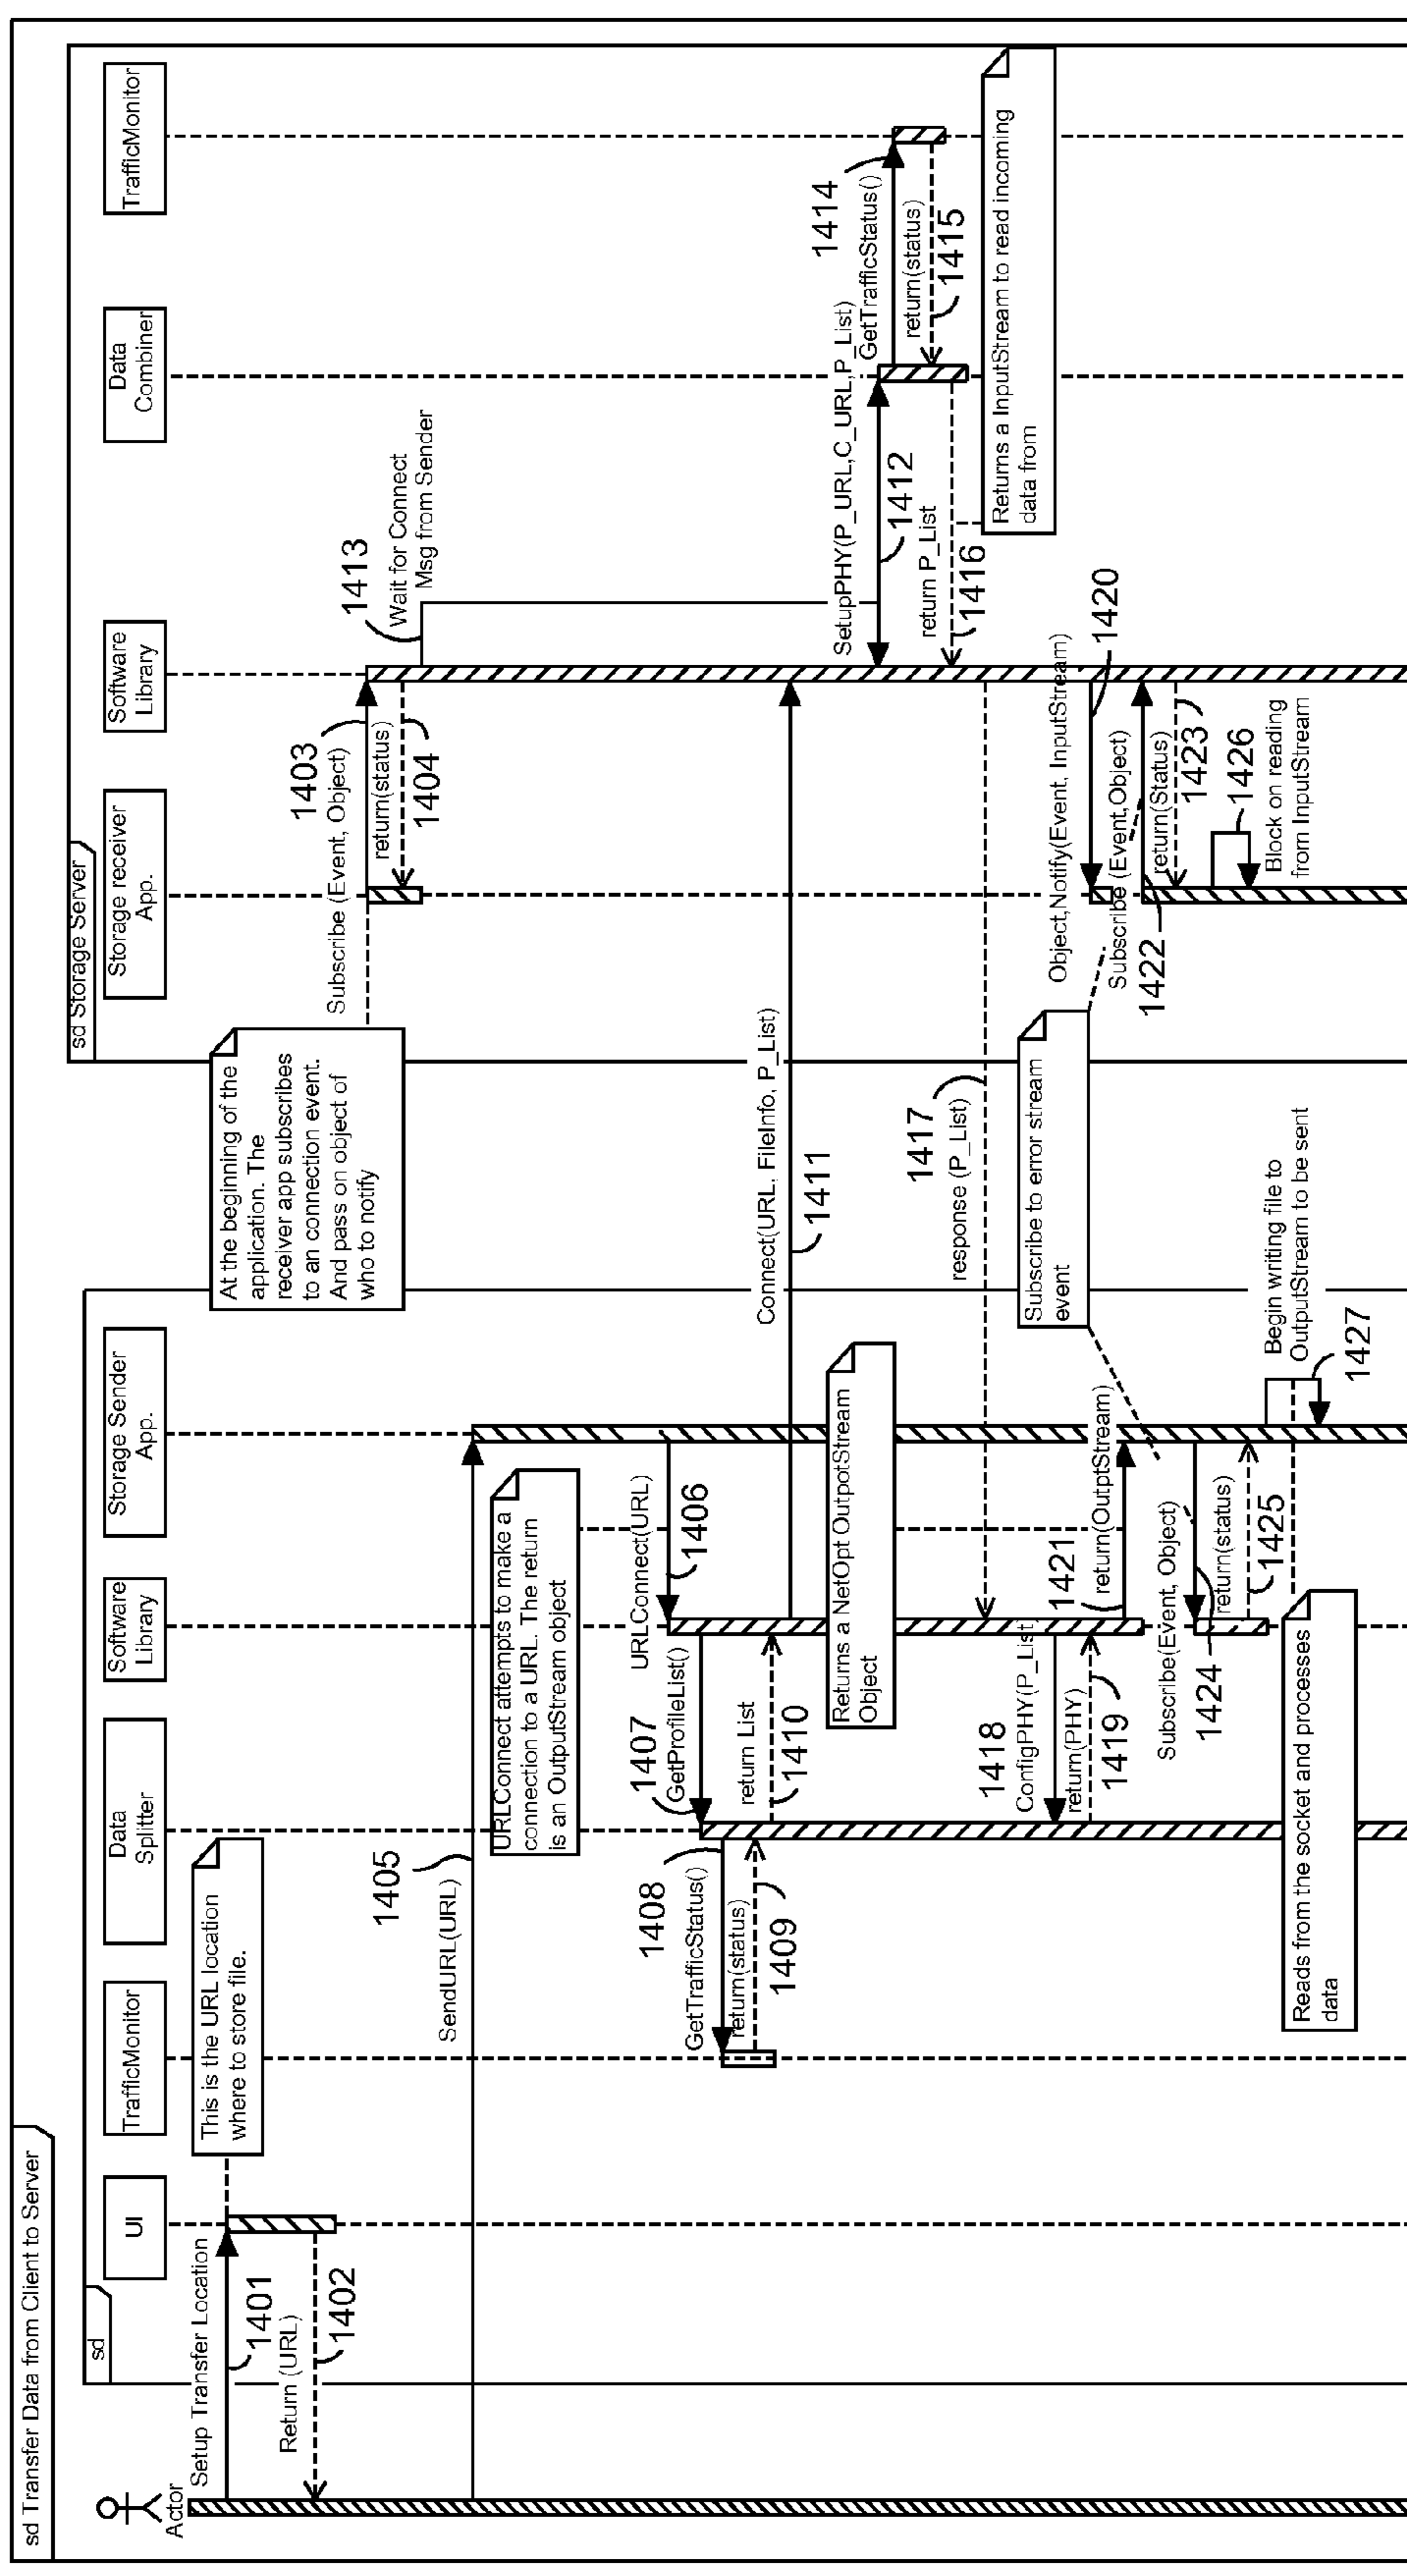 sd Transfer Data from Client to Server
sd
sd Storage Server
Actor
UI
TrafficMonitor
Data
Splitter
Software
Library
Storage Sender
App.
Storage receiver
App.
Software
Library
Data
Combiner
TrafficMonitor
Setup Transfer Location
1401
This is the URL location
where to store file.
Return (URL)
1402
At the beginning of the
application. The
receiver app subscribes
to an connection event.
And pass on object of
who to notify
1403
Subscribe (Event, Object)
return(status)
1404
1413
Wait for Connect
Msg from Sender
1405
SendURL(URL)
URLConnect attempts to make a
connection to a URL. The return
is an OutputStream object
URLConnect(URL)
1406
1407
GetProfileList()
1408
GetTrafficStatus()
return(status)
1409
return List
1410
Connect(URL, FileInfo, P_List)
1411
SetupPHY(P_URL,C_URL,P_List)
1412
1414
GetTrafficStatus()
return(status)
1415
return P_List
1416
Returns a InputStream to read incoming
data from
Returns a NetOpt OutpotStream
Object
1417
response (P_List)
1418
ConfigPHY(P_List
return(PHY)
1419
Object,Notify(Event, InputStream)
1420
1421
return(OutptStream)
Subscribe to error stream
event
Subscribe (Event,Object)
1422
return(Status)
1423
Subscribe(Event, Object)
1424
return(status)
1425
1426
Block on reading
from InputStream
Begin writing file to
OutputStream to be sent
1427
Reads from the socket and processes
data